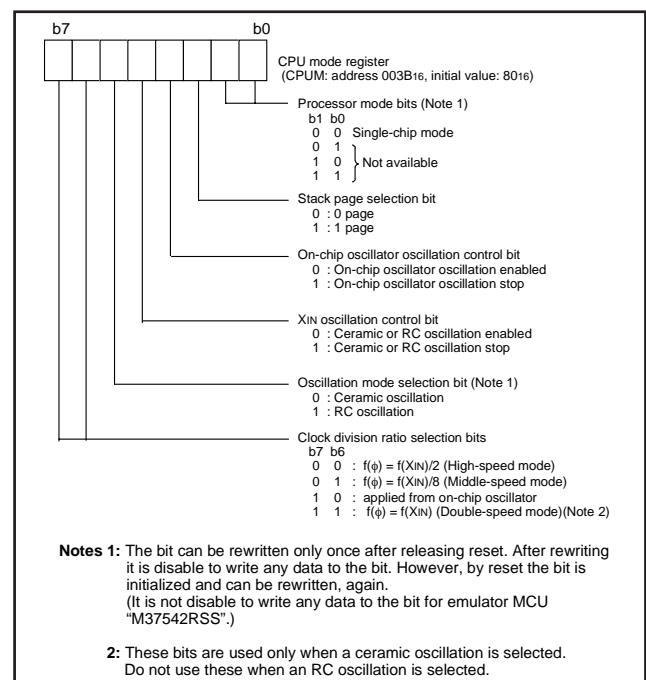 b7 b0
CPU mode register
(CPUM: address 003B16, initial value: 8016)
Processor mode bits (Note 1)
b1 b0
0 0 Single-chip mode
0 1
1 0 Not available
1 1
Stack page selection bit
0 : 0 page
1 : 1 page
On-chip oscillator oscillation control bit
0 : On-chip oscillator oscillation enabled
1 : On-chip oscillator oscillation stop
XIN oscillation control bit
0 : Ceramic or RC oscillation enabled
1 : Ceramic or RC oscillation stop
Oscillation mode selection bit (Note 1)
0 : Ceramic oscillation
1 : RC oscillation
Clock division ratio selection bits
b7 b6
0 0 : f(φ) = f(XIN)/2 (High-speed mode)
0 1 : f(φ) = f(XIN)/8 (Middle-speed mode)
1 0 : applied from on-chip oscillator
1 1 : f(φ) = f(XIN) (Double-speed mode)(Note 2)
Notes 1: The bit can be rewritten only once after releasing reset. After rewriting
it is disable to write any data to the bit. However, by reset the bit is
initialized and can be rewritten, again.
(It is not disable to write any data to the bit for emulator MCU
“M37542RSS”.)
2: These bits are used only when a ceramic oscillation is selected.
Do not use these when an RC oscillation is selected.